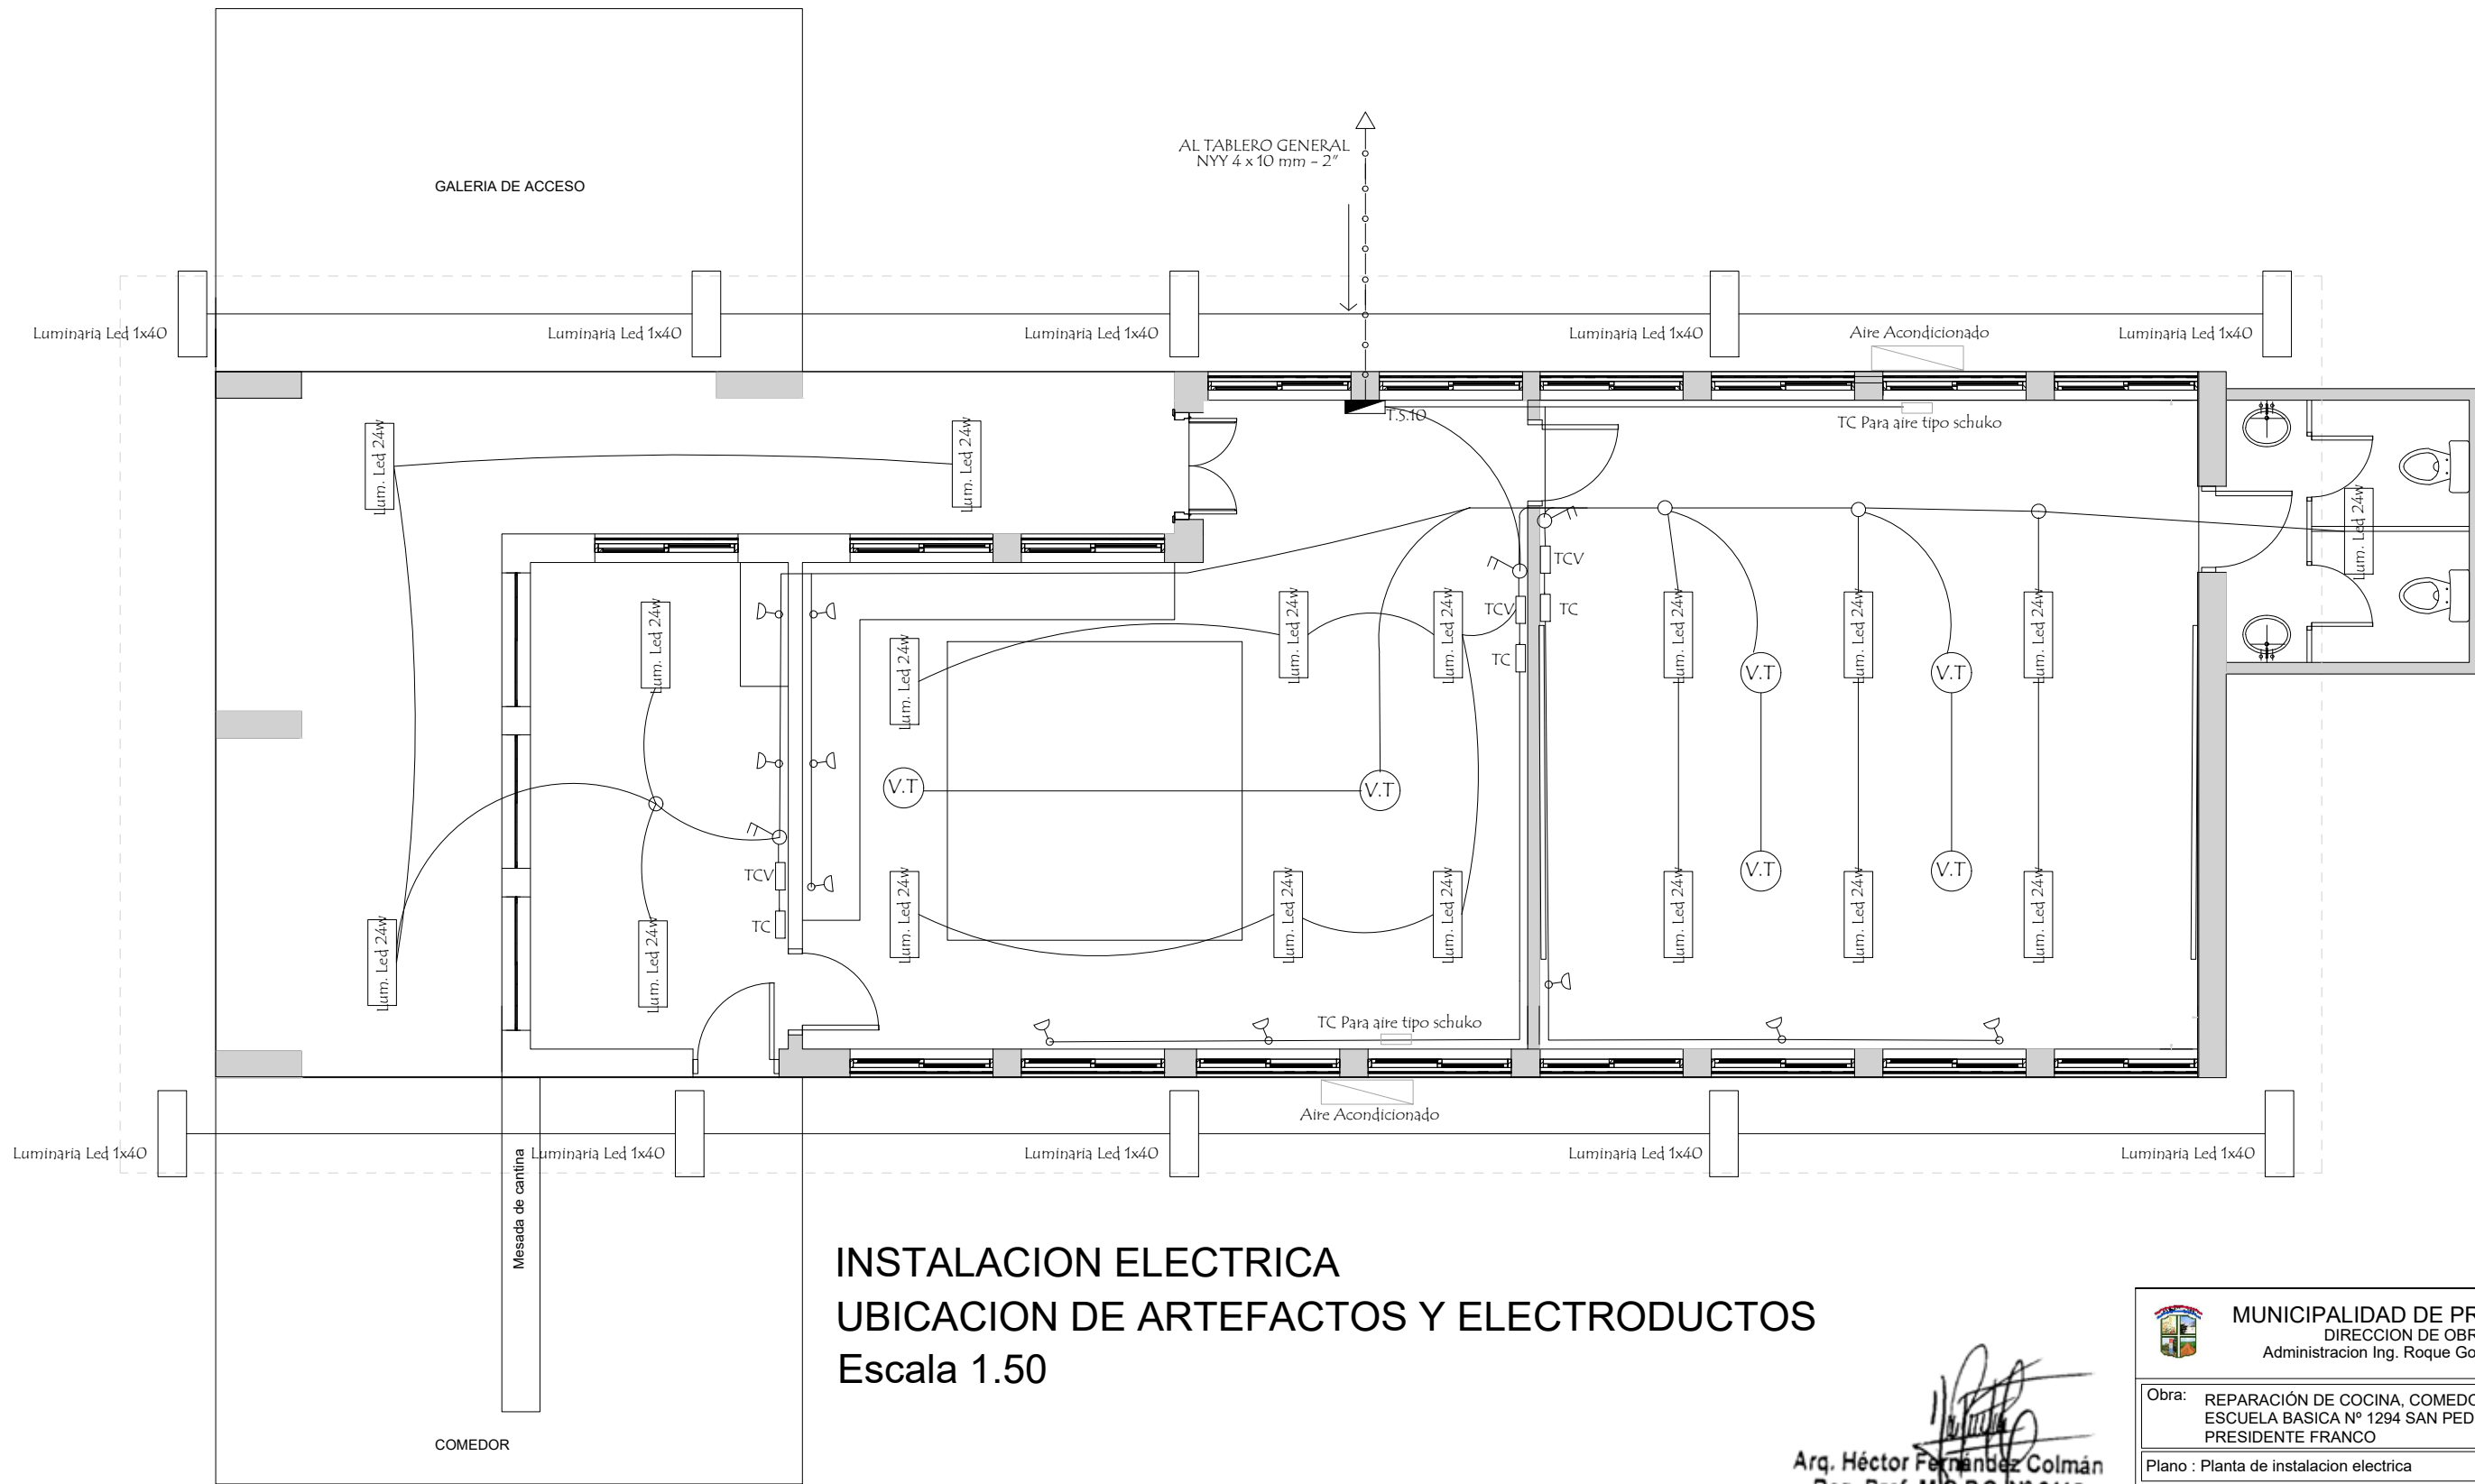 GALERIA DE ACCESO
AL TABLERO GENERAL
NYY 4 x 10 mm - 2"
Luminaria Led 1x40
Luminaria Led 1x40
Luminaria Led 1x40
Luminaria Led 1x40
Aire Acondicionado
Luminaria Led 1x40
T.S.10
TC Para aire tipo schuko
Lum. Led 24w
Lum. Led 24w
Lum. Led 24w
TCV
TCV
TC
TC
Lum. Led 24w
Lum. Led 24w
Lum. Led 24w
Lum. Led 24w
Lum. Led 24w
Lum. Led 24w
Lum. Led 24w
V.T
V.T
V.T
V.T
V.T
V.T
TCV
TC
Lum. Led 24w
Lum. Led 24w
Lum. Led 24w
Lum. Led 24w
Lum. Led 24w
Lum. Led 24w
Lum. Led 24w
Lum. Led 24w
TC Para aire tipo schuko
Aire Acondicionado
Luminaria Led 1x40
Luminaria Led 1x40
Luminaria Led 1x40
Luminaria Led 1x40
Luminaria Led 1x40
Mesada de cantina
COMEDOR
INSTALACION ELECTRICA
UBICACION DE ARTEFACTOS Y ELECTRODUCTOS
Escala 1.50
Arq. Héctor Fernández Colmán
MUNICIPALIDAD DE PR
DIRECCION DE OBR
Administracion Ing. Roque Go
Obra: REPARACIÓN DE COCINA, COMEDO
ESCUELA BASICA Nº 1294 SAN PED
PRESIDENTE FRANCO
Plano : Planta de instalacion electrica